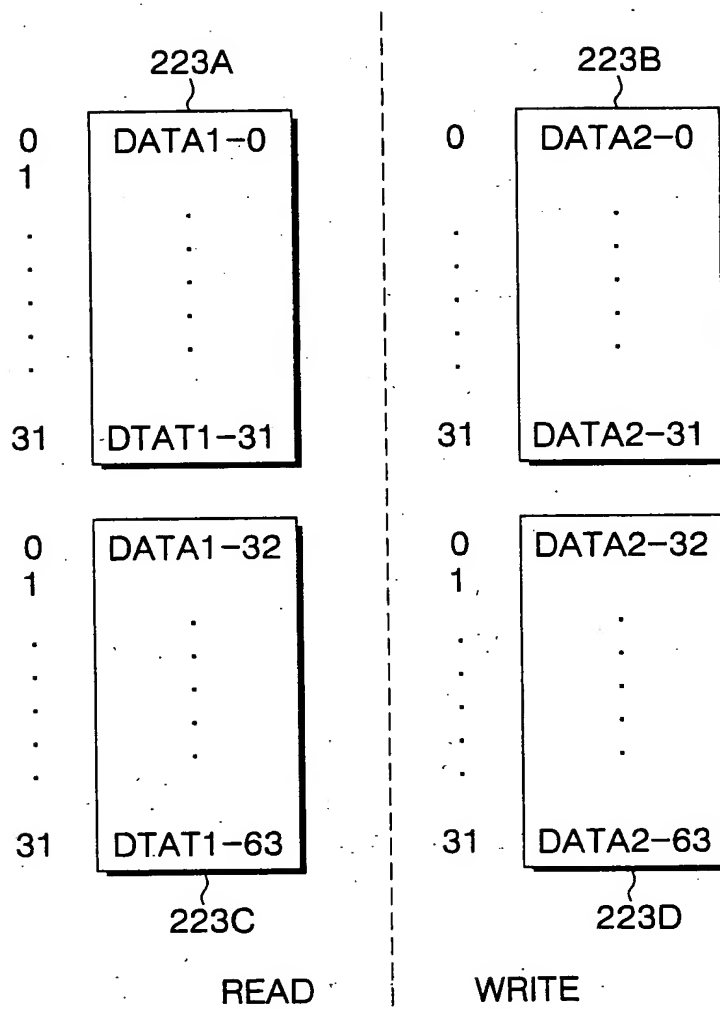 223A 223B
0 DATA1-0 0 DATA2-0
1
31 DTAT1-31 31 DATA2-31
0 DATA1-32 0 DATA2-32
1 1
31 DTAT1-63 31 DATA2-63
223C 223D
READ WRITE